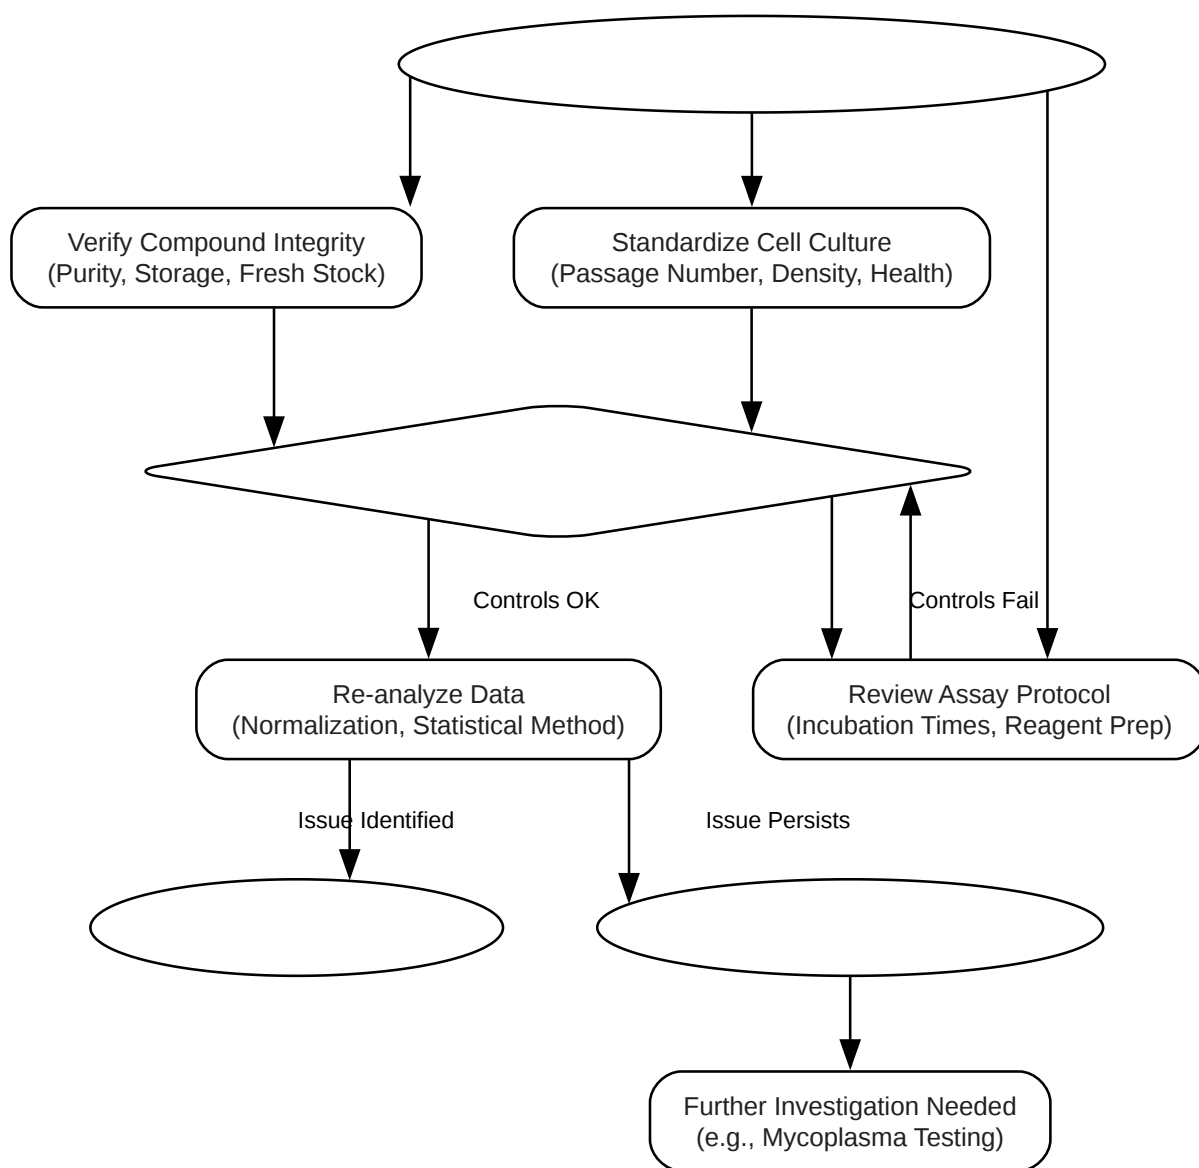 Verify Compound Integrity
(Purity, Storage, Fresh Stock)
Standardize Cell Culture
(Passage Number, Density, Health)
Controls OK
Controls Fail
Re-analyze Data
(Normalization, Statistical Method)
Review Assay Protocol
(Incubation Times, Reagent Prep)
Issue Identified
Issue Persists
Further Investigation Needed
(e.g., Mycoplasma Testing)